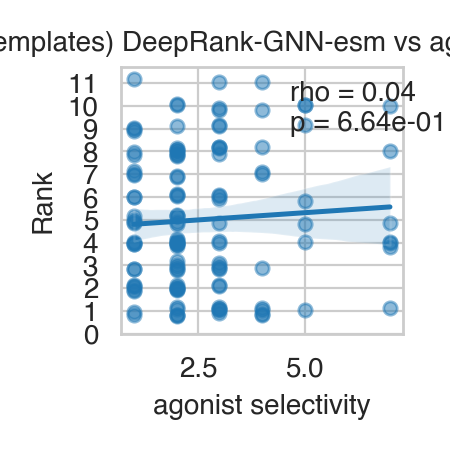 emplates) DeepRank-GNN-esm vs ag
rho = 0.04
p = 6.64e-01
Rank
11
10
9
8
7
6
5
4
3
2
1
0
2.5 5.0
agonist selectivity